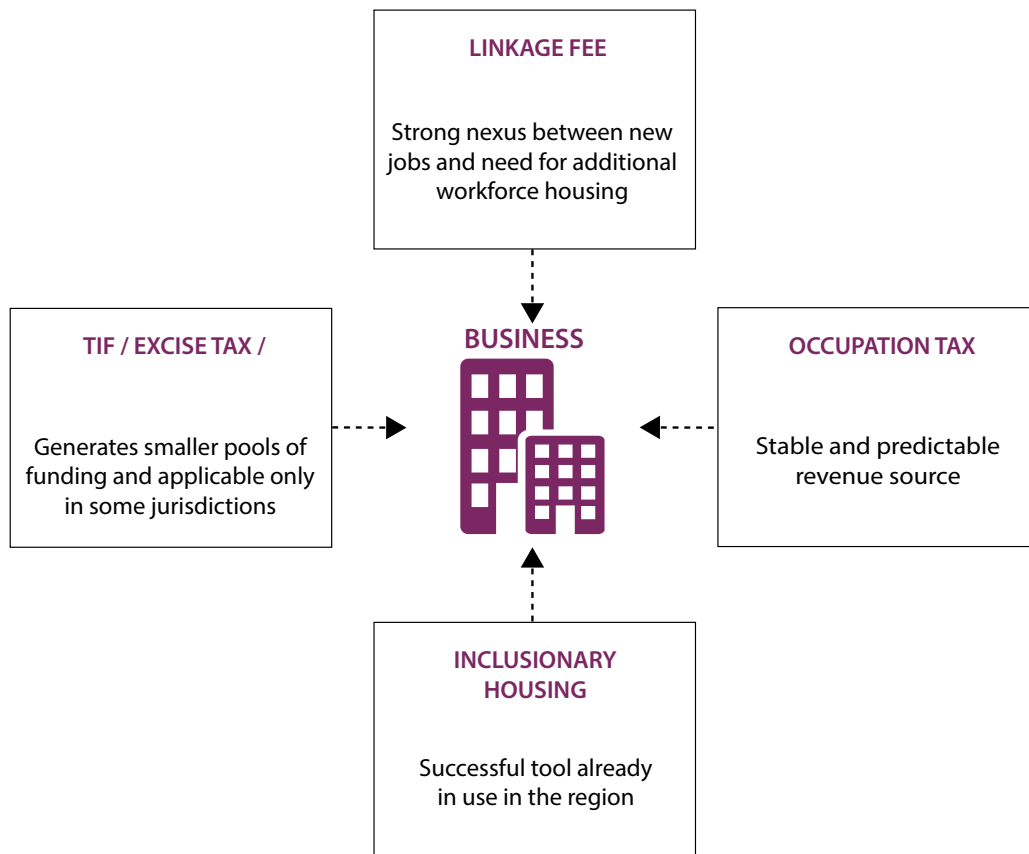 LINKAGE FEE
Strong nexus between new
jobs and need for additional
workforce housing
TIF / EXCISE TAX /
Generates smaller pools of
funding and applicable only
in some jurisdictions
BUSINESS
OCCUPATION TAX
Stable and predictable
revenue source
INCLUSIONARY
HOUSING
Successful tool already
in use in the region